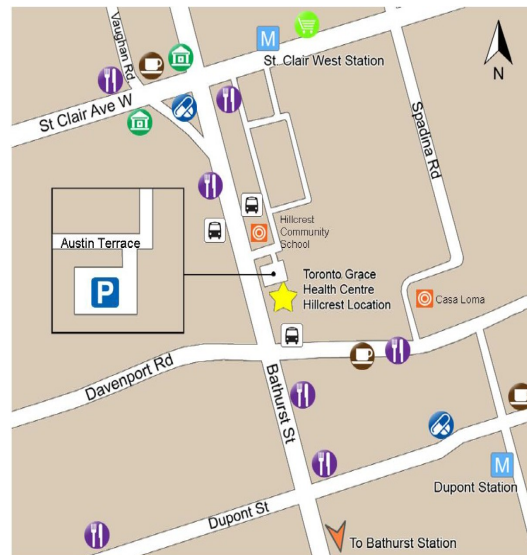 Vaughan Rd
M
St. Clair West Station
N
St Clair Ave W
Spadina Rd
Hillcrest
Community
School
Austin Terrace
P
Toronto Grace
Health Centre
Hillcrest Location
Casa Loma
Davenport Rd
Bathurst St
M
Dupont Station
Dupont St
To Bathurst Station